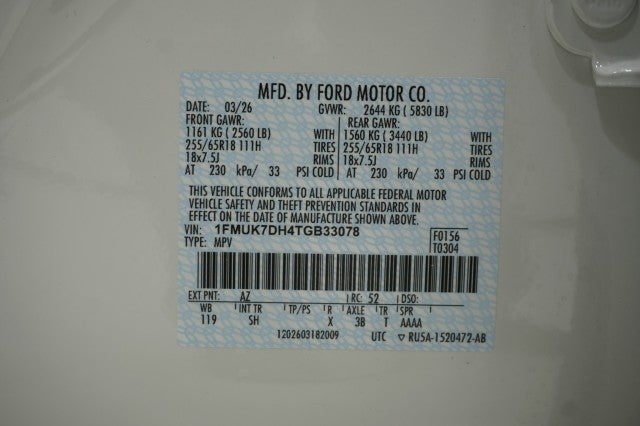 MFD. BY FORD MOTOR CO.
DATE: 03/26 GVWR: 2644 KG ( 5830 LB)
FRONT GAWR: REAR GAWR:
1161 KG ( 2560 LB) WITH 1560 KG ( 3440 LB) WITH
255/65R18 111H TIRES 255/65R18 111H TIRES
18x7.5J RIMS 18x7.5J RIMS
AT 230 kPa/ 33 PSI COLD AT 230 kPa/ 33 PSI COLD
THIS VEHICLE CONFORMS TO ALL APPLICABLE FEDERAL MOTOR
VEHICLE SAFETY AND THEFT PREVENTION STANDARDS IN
EFFECT ON THE DATE OF MANUFACTURE SHOWN ABOVE.
VIN: 1FMUK7DH4TGB33078 F0156
TYPE: MPV T0304
EXT PNT: AZ RC: 52 DSO:
WB INT TR TP/PS R AXLE TR SPR
119 SH X 3B T AAAA
1202603182009 UTC ▽ RU5A-1520472-AB